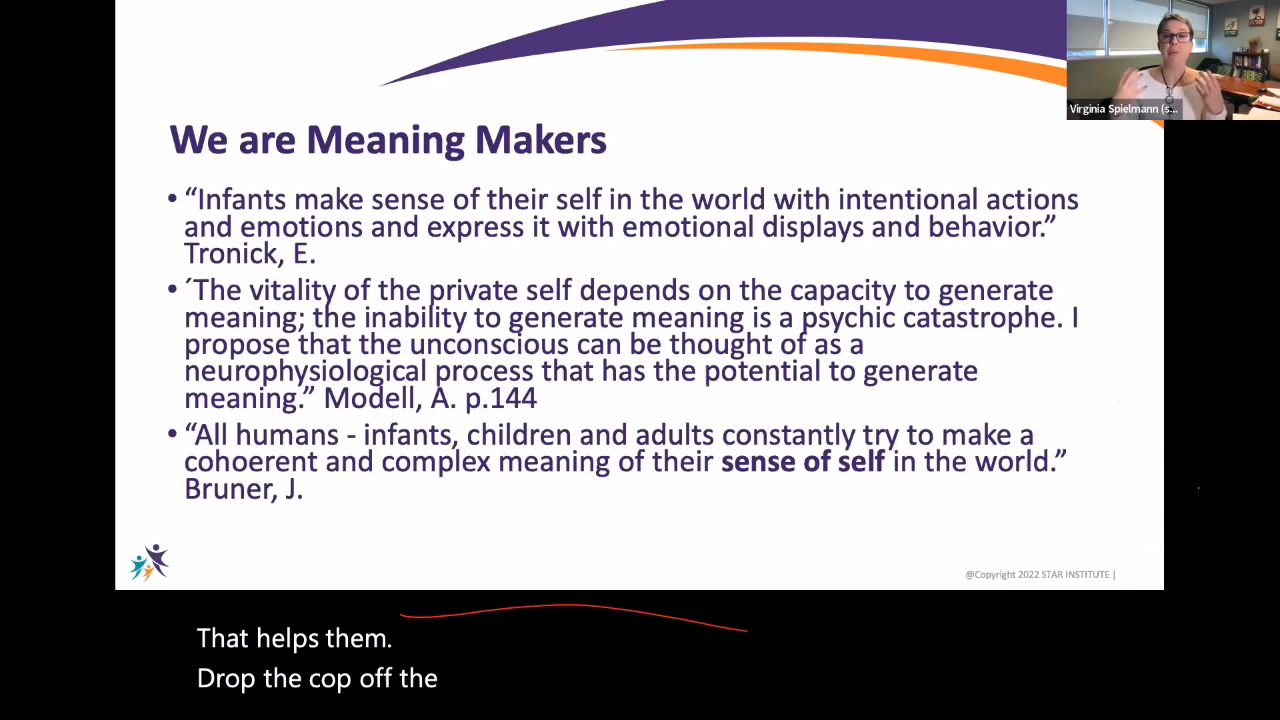 Virginia Spielmann (s...
We are Meaning Makers
• “Infants make sense of their self in the world with intentional actions
and emotions and express it with emotional displays and behavior.”
Tronick, E.
• ´The vitality of the private self depends on the capacity to generate
meaning; the inability to generate meaning is a psychic catastrophe. I
propose that the unconscious can be thought of as a
neurophysiological process that has the potential to generate
meaning.” Modell, A. p.144
• “All humans - infants, children and adults constantly try to make a
cohoerent and complex meaning of their sense of self in the world.”
Bruner, J.
@Copyright 2022 STAR INSTITUTE |
That helps them.
Drop the cop off the